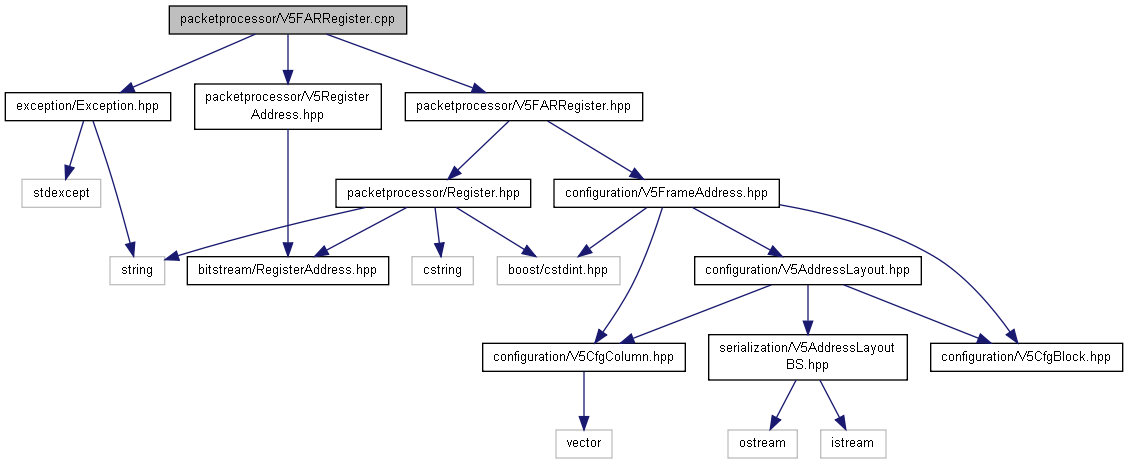 packetprocessor/V5FARRegister.cpp
exception/Exception.hpp
packetprocessor/V5Register
Address.hpp
packetprocessor/V5FARRegister.hpp
stdexcept
packetprocessor/Register.hpp
configuration/V5FrameAddress.hpp
string
bitstream/RegisterAddress.hpp
cstring
boost/cstdint.hpp
configuration/V5AddressLayout.hpp
configuration/V5CfgColumn.hpp
serialization/V5AddressLayout
BS.hpp
configuration/V5CfgBlock.hpp
vector
ostream
istream